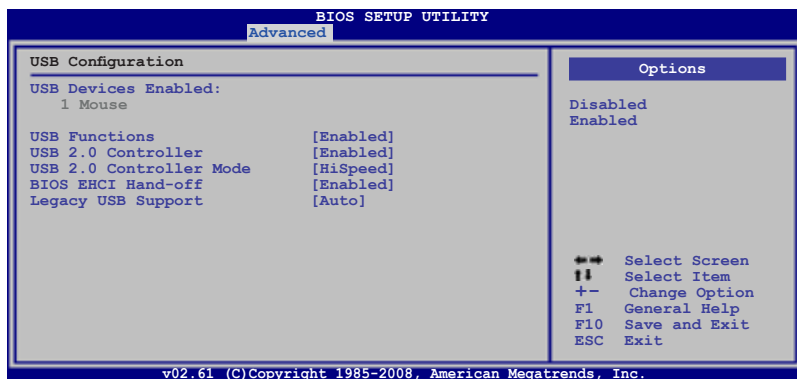 BIOS SETUP UTILITY
Advanced
USB Configuration
USB Devices Enabled:
1 Mouse
USB Functions [Enabled]
USB 2.0 Controller [Enabled]
USB 2.0 Controller Mode [HiSpeed]
BIOS EHCI Hand-off [Enabled]
Legacy USB Support [Auto]
Options
Disabled
Enabled
←→ Select Screen
↑↓ Select Item
+- Change Option
F1 General Help
F10 Save and Exit
ESC Exit
v02.61 (C)Copyright 1985-2008, American Megatrends, Inc.